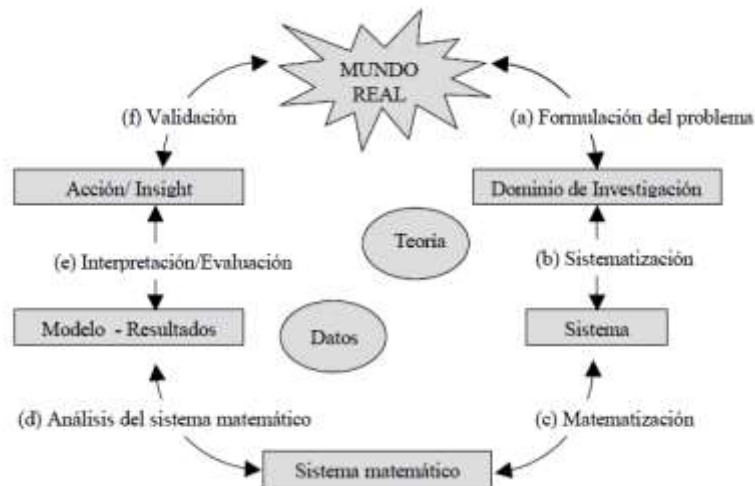 MUNDO
REAL
(f) Validación
(a) Formulación del problema
Acción/ Insight
Dominio de Investigación
Teoría
(e) Interpretación/Evaluación
(b) Sistematización
Modelo - Resultados
Datos
Sistema
(d) Análisis del sistema matemático
(c) Matematización
Sistema matemático